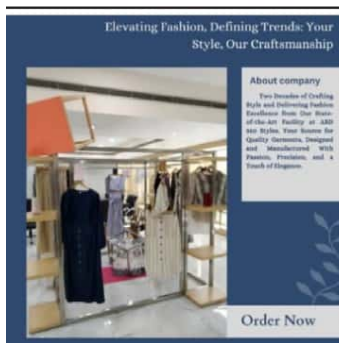 Elevating Fashion, Defining Trends: Your
Style, Our Craftsmanship
About company
Two Decades of Crafting
Style and Delivering Fashion
Excellence from Our State-
of-the-Art Facility at
Styles. Your Source for
Quality Garments, Designed
and Manufactured With
Passion, Precision, and a
Touch of Elegance.
Order Now